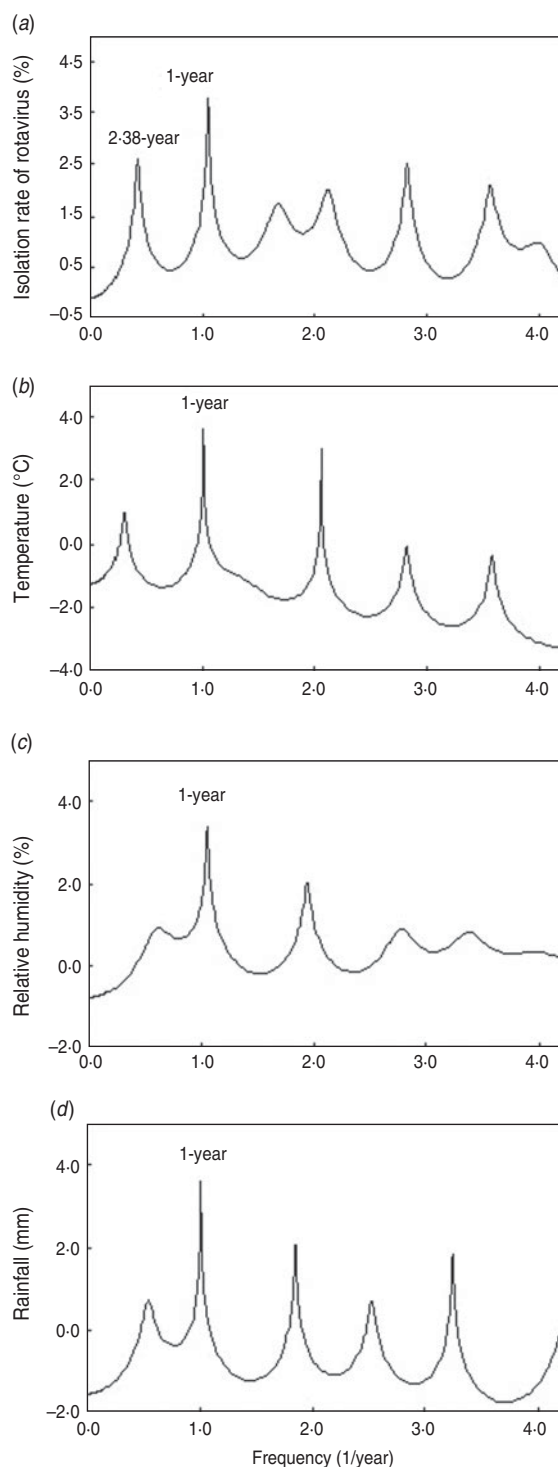 (a)
Isolation rate of rotavirus (%)
4·5
3·5
2·5
1·5
0·5
–0·5
2·38-year
1-year
0·0 1·0 2·0 3·0 4·0
(b)
Temperature (°C)
4·0
2·0
0·0
–2·0
–4·0
1-year
0·0 1·0 2·0 3·0 4·0
(c)
Relative humidity (%)
4·0
2·0
0·0
–2·0
1-year
0·0 1·0 2·0 3·0 4·0
(d)
Rainfall (mm)
4·0
2·0
0·0
–2·0
1-year
0·0 1·0 2·0 3·0 4·0
Frequency (1/year)